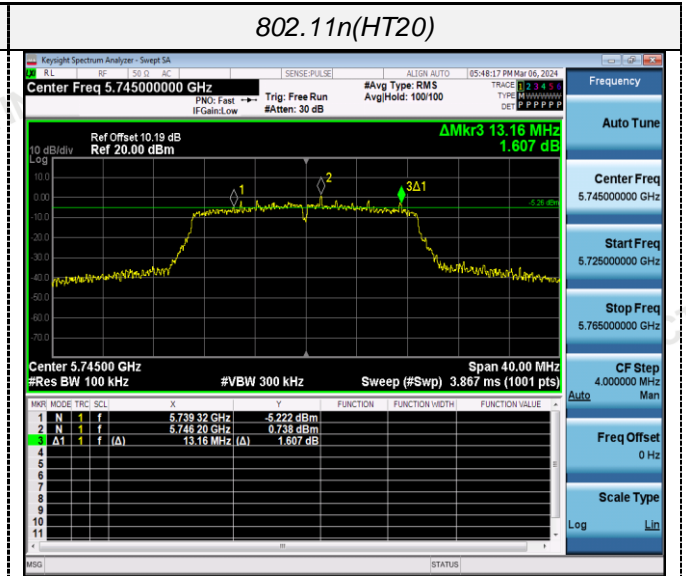 802.11n(HT20)
Keysight Spectrum Analyzer - Swept SA
RL RF 50 Ω AC SENSE:PULSE ALIGN AUTO 05:48:17 PM Mar 06, 2024
Center Freq 5.745000000 GHz
PNO: Fast
IFGain:Low
Trig: Free Run
#Atten: 30 dB
#Avg Type: RMS
Avg|Hold: 100/100
TRACE 1 2 3 4 5 6
TYPE M WWWWW
DET P P P P P P
Frequency
Auto Tune
Ref Offset 10.19 dB
10 dB/div Ref 20.00 dBm
ΔMkr3 13.16 MHz
1.607 dB
Log
10.0
0.00
-10.0
-20.0
-30.0
-40.0
-50.0
-60.0
-70.0
1
2
3Δ1
-5.26 dBm
Center Freq
5.745000000 GHz
Start Freq
5.725000000 GHz
Stop Freq
5.765000000 GHz
Center 5.74500 GHz Span 40.00 MHz
#Res BW 100 kHz #VBW 300 kHz Sweep (#Swp) 3.867 ms (1001 pts)
CF Step
4.000000 MHz
Auto Man
MKR MODE TRC SCL X Y FUNCTION FUNCTION WIDTH FUNCTION VALUE
1 N 1 f 5.739 32 GHz -5.222 dBm
2 N 1 f 5.746 20 GHz 0.738 dBm
3 Δ1 1 f (Δ) 13.16 MHz (Δ) 1.607 dB
4
5
6
7
8
9
10
11
Freq Offset
0 Hz
Scale Type
Log Lin
MSG STATUS